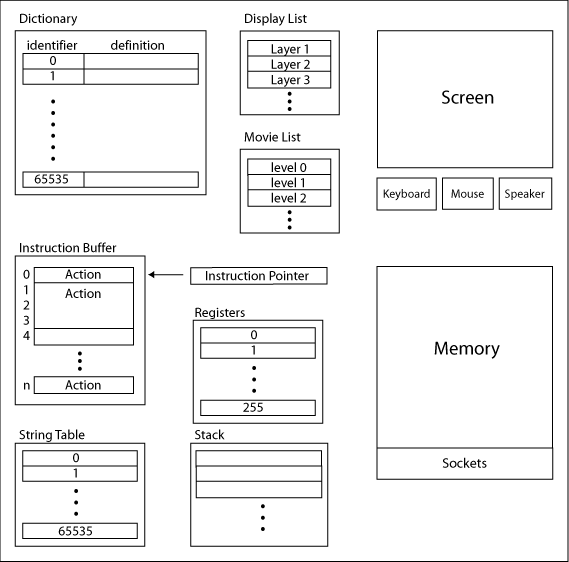 Dictionary
identifier definition
0
1
65535
Display List
Layer 1
Layer 2
Layer 3
Movie List
level 0
level 1
level 2
Screen
Keyboard
Mouse
Speaker
Instruction Buffer
0 Action
1 Action
2
3
4
n Action
Instruction Pointer
Registers
0
1
255
Memory
Sockets
String Table
0
1
65535
Stack